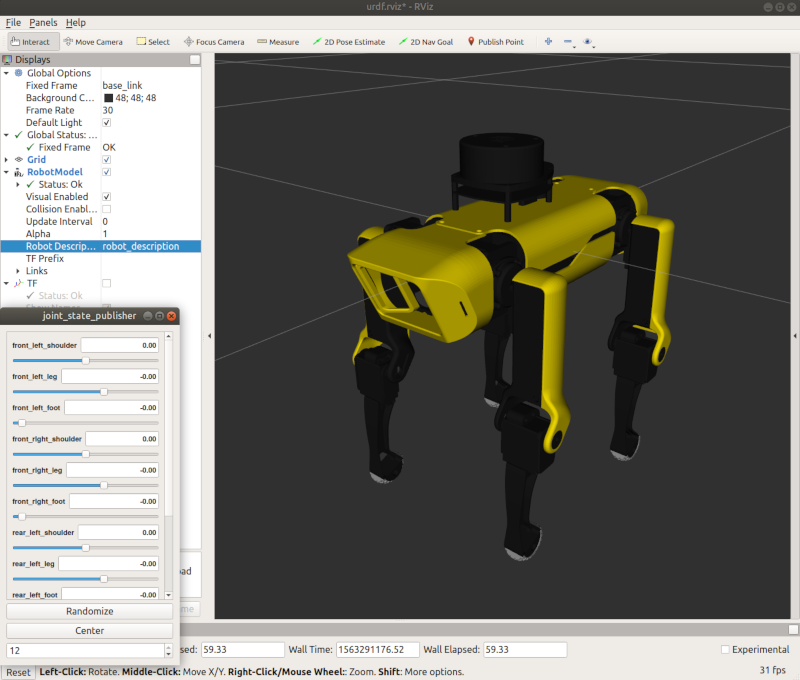 urdf.rviz* - RViz
File Panels Help
Interact Move Camera Select Focus Camera Measure 2D Pose Estimate 2D Nav Goal Publish Point
Displays
Global Options
Fixed Frame base_link
Background C... 48; 48; 48
Frame Rate 30
Default Light
Global Status: ...
Fixed Frame OK
Grid
RobotModel
Status: Ok
Visual Enabled
Collision Enabl...
Update Interval 0
Alpha 1
Robot Descrip... robot_description
TF Prefix
Links
TF
Status: Ok
joint_state_publisher
front_left_shoulder 0.00
front_left_leg -0.00
front_left_foot -0.00
front_right_shoulder 0.00
front_right_leg -0.00
front_right_foot -0.00
rear_left_shoulder 0.00
rear_left_leg -0.00
rear_left_foot -0.00
Randomize
Center
12
59.33 Wall Time: 1563291176.52 Wall Elapsed: 59.33 Experimental
Reset Left-Click: Rotate. Middle-Click: Move X/Y. Right-Click/Mouse Wheel:: Zoom. Shift: More options. 31 fps